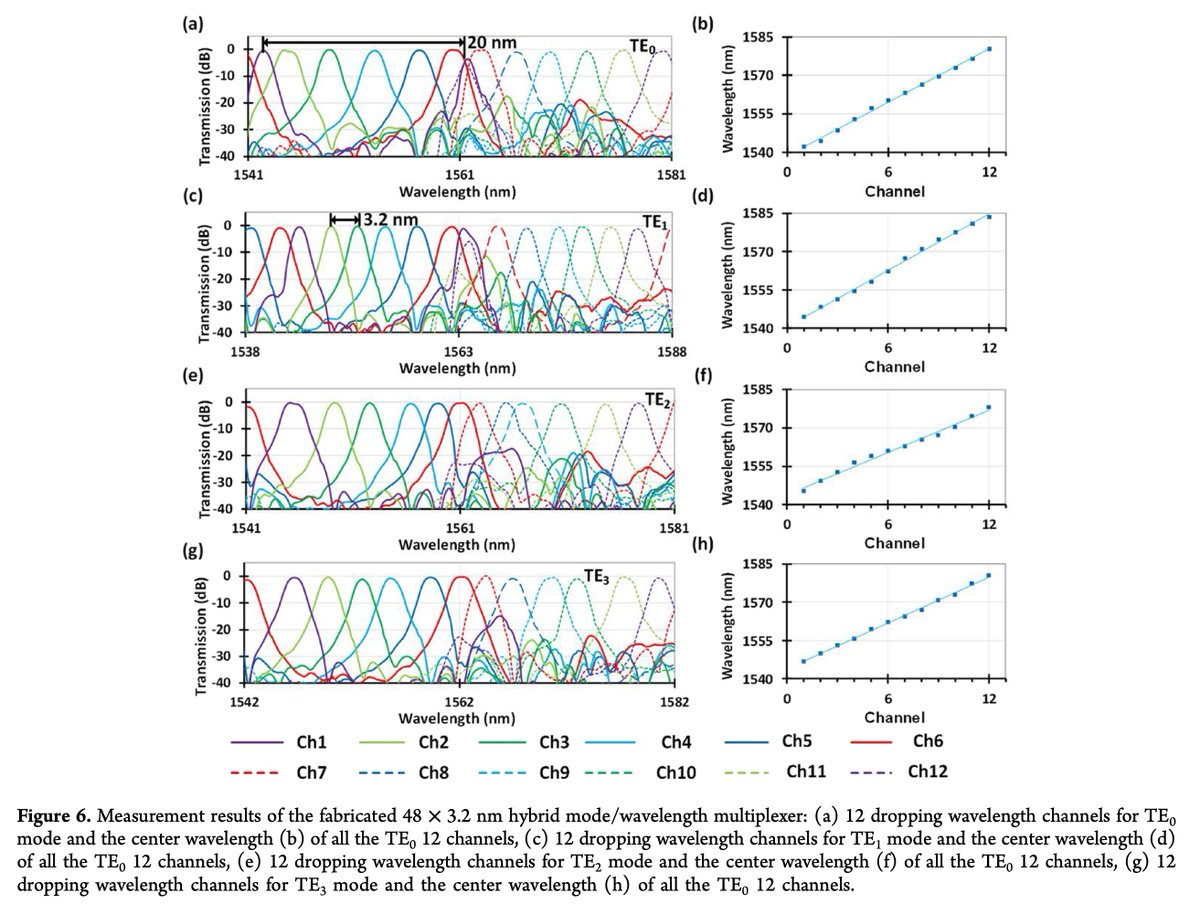 (a)
20 nm
TE0
Transmission (dB)
0
-10
-20
-30
-40
1541
1561
1581
Wavelength (nm)
(b)
Wavelength (nm)
1585
1570
1555
1540
0
6
12
Channel
(c)
3.2 nm
TE1
Transmission (dB)
0
-10
-20
-30
-40
1538
1563
1588
Wavelength (nm)
(d)
Wavelength (nm)
1585
1570
1555
1540
0
6
12
Channel
(e)
TE2
Transmission (dB)
0
-10
-20
-30
-40
1541
1561
1581
Wavelength (nm)
(f)
Wavelength (nm)
1585
1570
1555
1540
0
6
12
Channel
(g)
TE3
Transmission (dB)
0
-10
-20
-30
-40
1542
1562
1582
Wavelength (nm)
(h)
Wavelength (nm)
1585
1570
1555
1540
0
6
12
Channel
Ch1 Ch2 Ch3 Ch4 Ch5 Ch6
Ch7 Ch8 Ch9 Ch10 Ch11 Ch12
Figure 6. Measurement results of the fabricated 48 × 3.2 nm hybrid mode/wavelength multiplexer: (a) 12 dropping wavelength channels for TE0
mode and the center wavelength (b) of all the TE0 12 channels, (c) 12 dropping wavelength channels for TE1 mode and the center wavelength (d)
of all the TE0 12 channels, (e) 12 dropping wavelength channels for TE2 mode and the center wavelength (f) of all the TE0 12 channels, (g) 12
dropping wavelength channels for TE3 mode and the center wavelength (h) of all the TE0 12 channels.